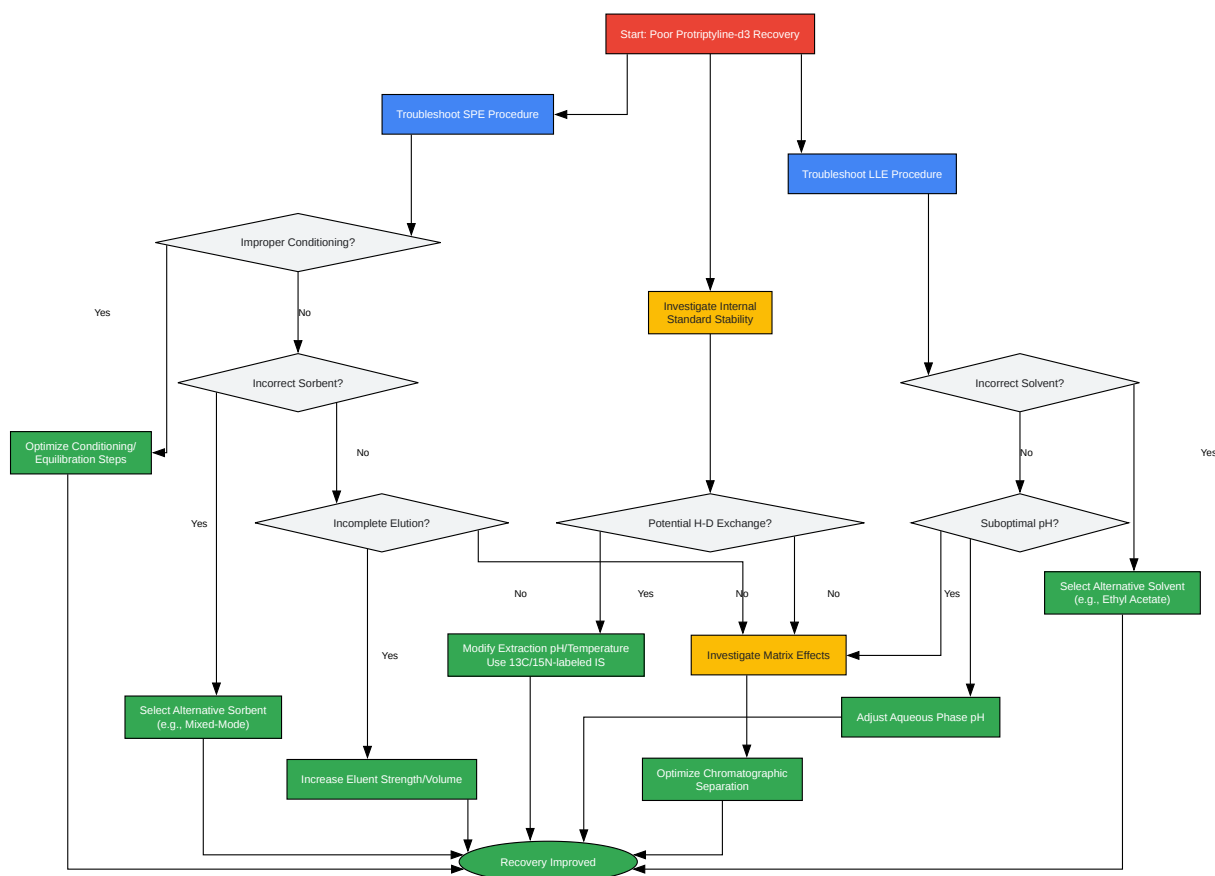 Start: Poor Protriptyline-d3 Recovery
Troubleshoot SPE Procedure
Troubleshoot LLE Procedure
Improper Conditioning?
Yes
No
Investigate Internal
Standard Stability
Incorrect Sorbent?
Incorrect Solvent?
Optimize Conditioning/
Equilibration Steps
No
No
Yes
Yes
Incomplete Elution?
Potential H-D Exchange?
Suboptimal pH?
Select Alternative Solvent
(e.g., Ethyl Acetate)
No
Yes
No
No
Yes
Modify Extraction pH/Temperature
Use 13C/15N-labeled IS
Investigate Matrix Effects
Yes
Select Alternative Sorbent
(e.g., Mixed-Mode)
Adjust Aqueous Phase pH
Increase Eluent Strength/Volume
Optimize Chromatographic
Separation
Recovery Improved